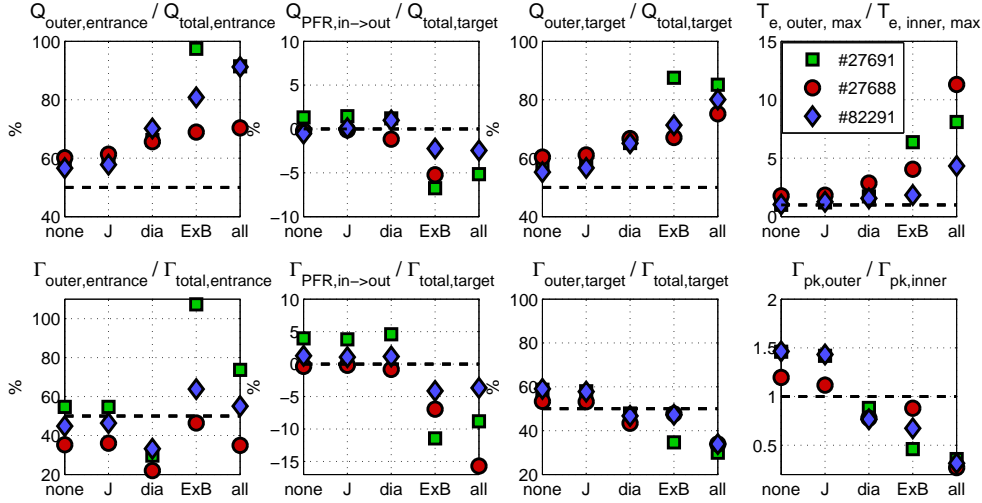 Q_outer,entrance / Q_total,entrance
Q_PFR,in->out / Q_total,target
Q_outer,target / Q_total,target
T_e, outer, max / T_e, inner, max
100
80
60
40
%
none J dia ExB all
10
5
0
−5
−10
%
none J dia ExB all
100
80
60
40
%
none J dia ExB all
15
10
5
0
none J dia ExB all
#27691
#27688
#82291
Γ_outer,entrance / Γ_total,entrance
Γ_PFR,in−>out / Γ_total,target
Γ_outer,target / Γ_total,target
Γ_pk,outer / Γ_pk,inner
100
80
60
40
20
%
none J dia ExB all
10
5
0
−5
−10
−15
%
none J dia ExB all
100
80
60
40
20
%
none J dia ExB all
2
1.5
1
0.5
none J dia ExB all